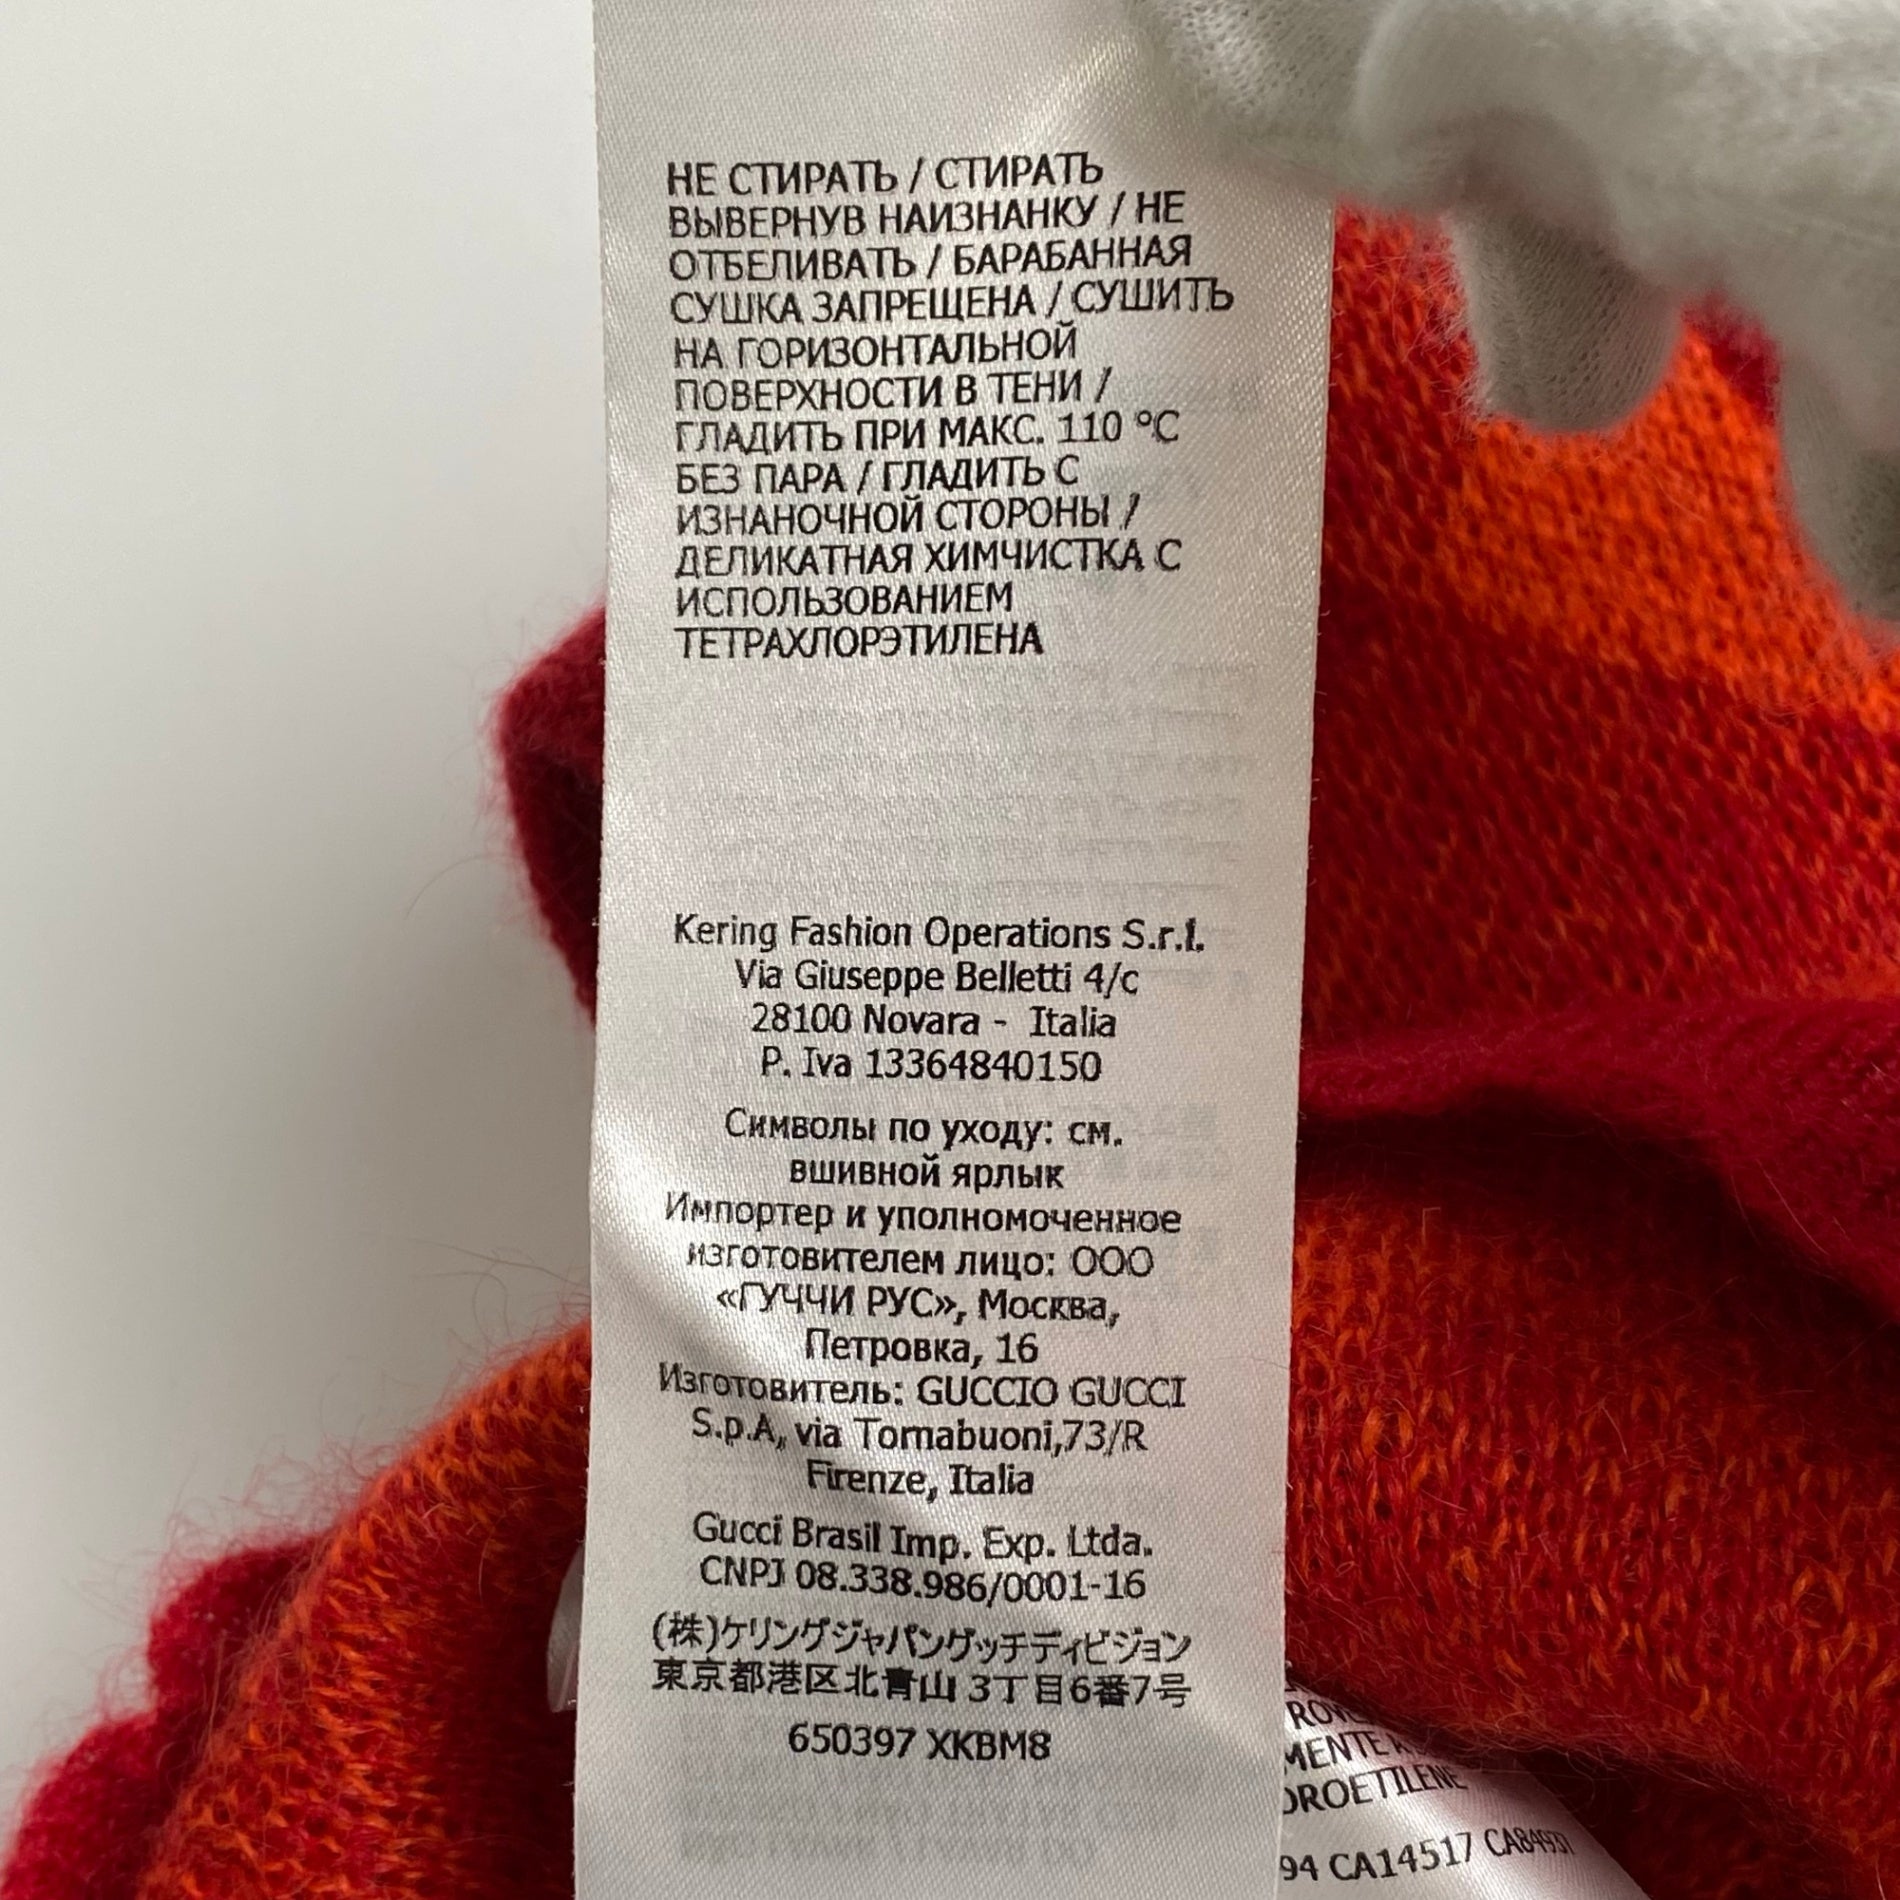 НЕ СТИРАТЬ / СТИРАТЬ
ВЫВЕРНУВ НАИЗНАНКУ / НЕ
ОТБЕЛИВАТЬ / БАРАБАННАЯ
СУШКА ЗАПРЕЩЕНА / СУШИТЬ
НА ГОРИЗОНТАЛЬНОЙ
ПОВЕРХНОСТИ В ТЕНИ /
ГЛАДИТЬ ПРИ МАКС. 110 °C
БЕЗ ПАРА / ГЛАДИТЬ С
ИЗНАНОЧНОЙ СТОРОНЫ /
ДЕЛИКАТНАЯ ХИМЧИСТКА С
ИСПОЛЬЗОВАНИЕМ
ТЕТРАХЛОРЭТИЛЕНА
Kering Fashion Operations S.r.l.
Via Giuseppe Belletti 4/c
28100 Novara - Italia
P. Iva 13364840150
Символы по уходу: см.
вшивной ярлык
Импортер и уполномоченное
изготовителем лицо: ООО
«ГУЧЧИ РУС», Москва,
Петровка, 16
Изготовитель: GUCCIO GUCCI
S.p.A, via Tornabuoni,73/R
Firenze, Italia
Gucci Brasil Imp. Exp. Ltda.
CNPJ 08.338.986/0001-16
(株)ケリングジャパングッチディビジョン
東京都港区北青山 3丁目6番7号
650397 XKBM8
MENTE
OROETILENE
94 CA14517 CA84937